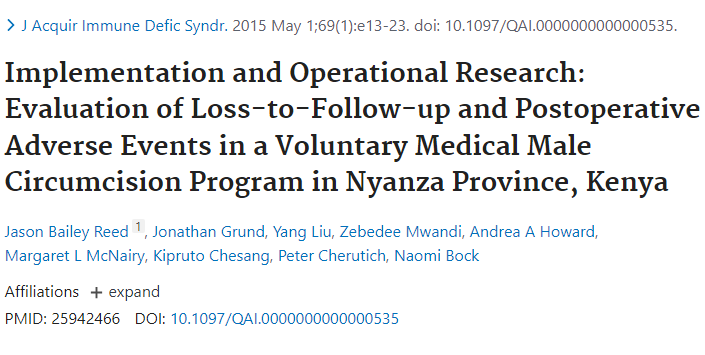 J Acquir Immune Defic Syndr. 2015 May 1;69(1):e13-23. doi: 10.1097/QAI.0000000000000535.
Implementation and Operational Research:
Evaluation of Loss-to-Follow-up and Postoperative
Adverse Events in a Voluntary Medical Male
Circumcision Program in Nyanza Province, Kenya
Jason Bailey Reed 1, Jonathan Grund, Yang Liu, Zebedee Mwandi, Andrea A Howard,
Margaret L McNairy, Kipruto Chesang, Peter Cherutich, Naomi Bock
Affiliations + expand
PMID: 25942466 DOI: 10.1097/QAI.0000000000000535